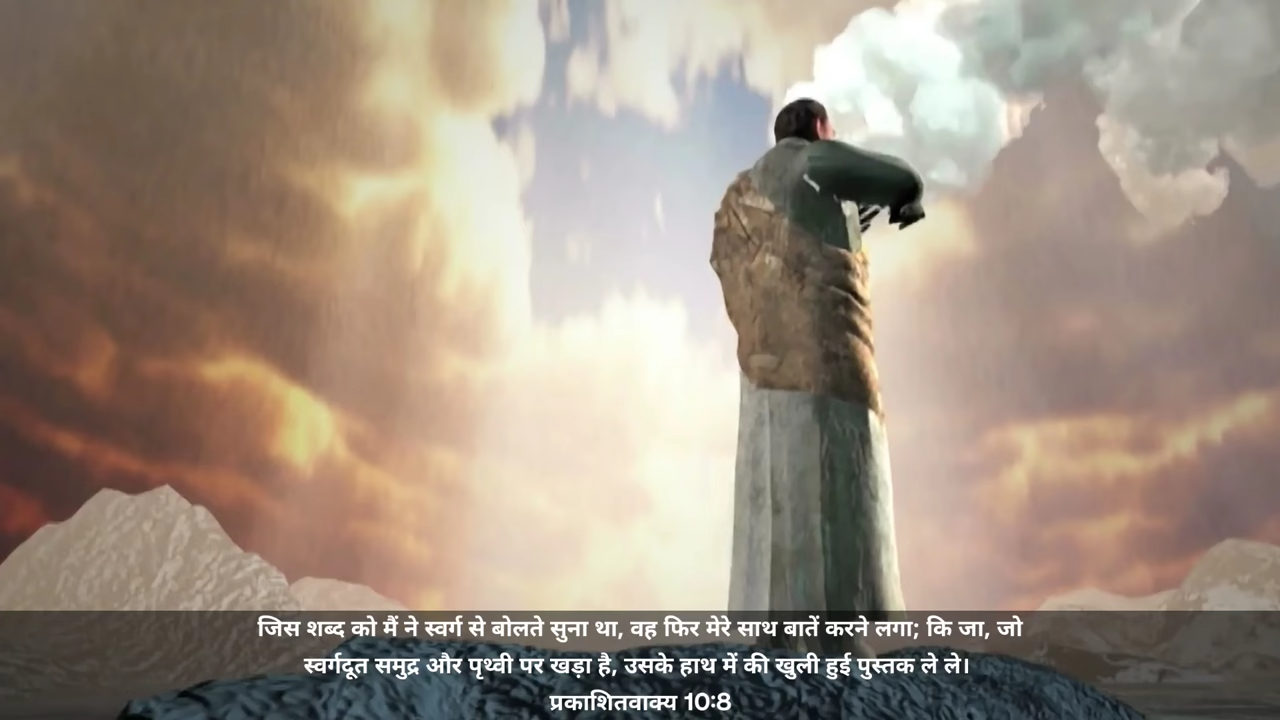 जिस शब्द को मैं ने स्वर्ग से बोलते सुना था, वह फिर मेरे साथ बातें करने लगा; कि जा, जो
स्वर्गदूत समुद्र और पृथ्वी पर खड़ा है, उसके हाथ में की खुली हुई पुस्तक ले ले।
प्रकाशितवाक्य 10:8